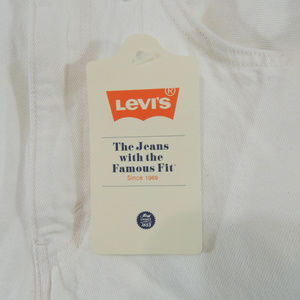 Levi's®
The Jeans
with the
Famous Fit
Since 1969